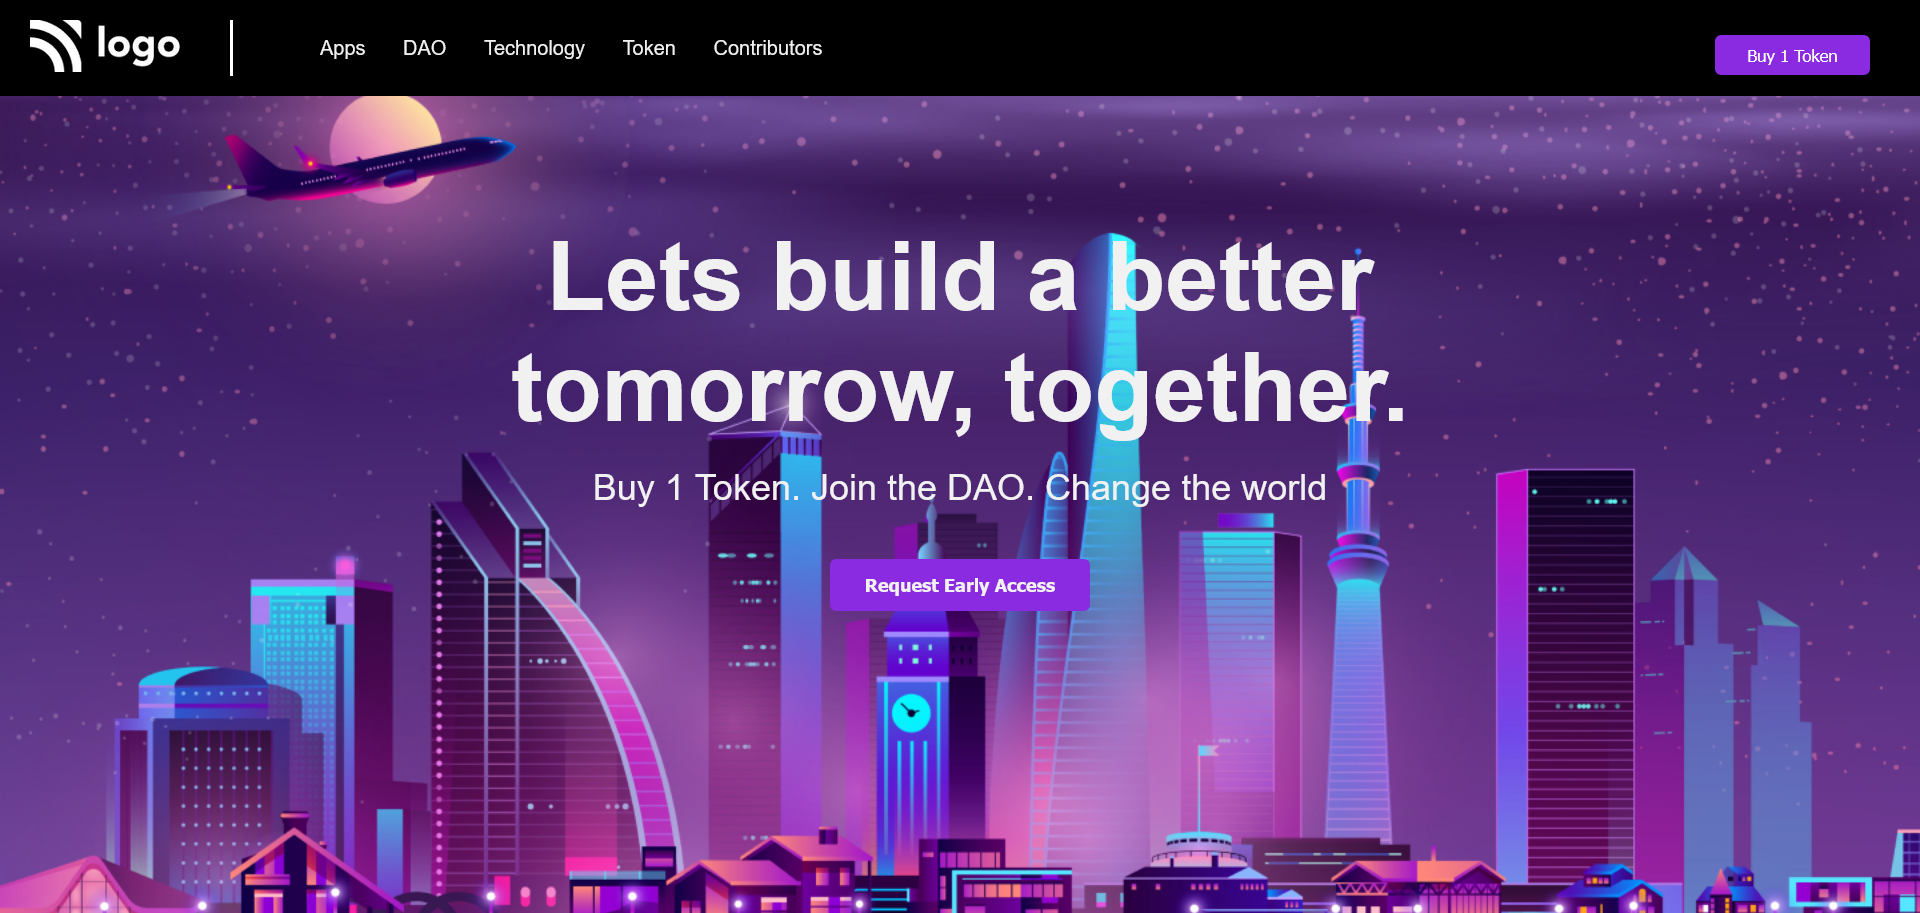 logo
Apps DAO Technology Token Contributors
Buy 1 Token
Lets build a better
tomorrow, together.
Buy 1 Token. Join the DAO. Change the world
Request Early Access